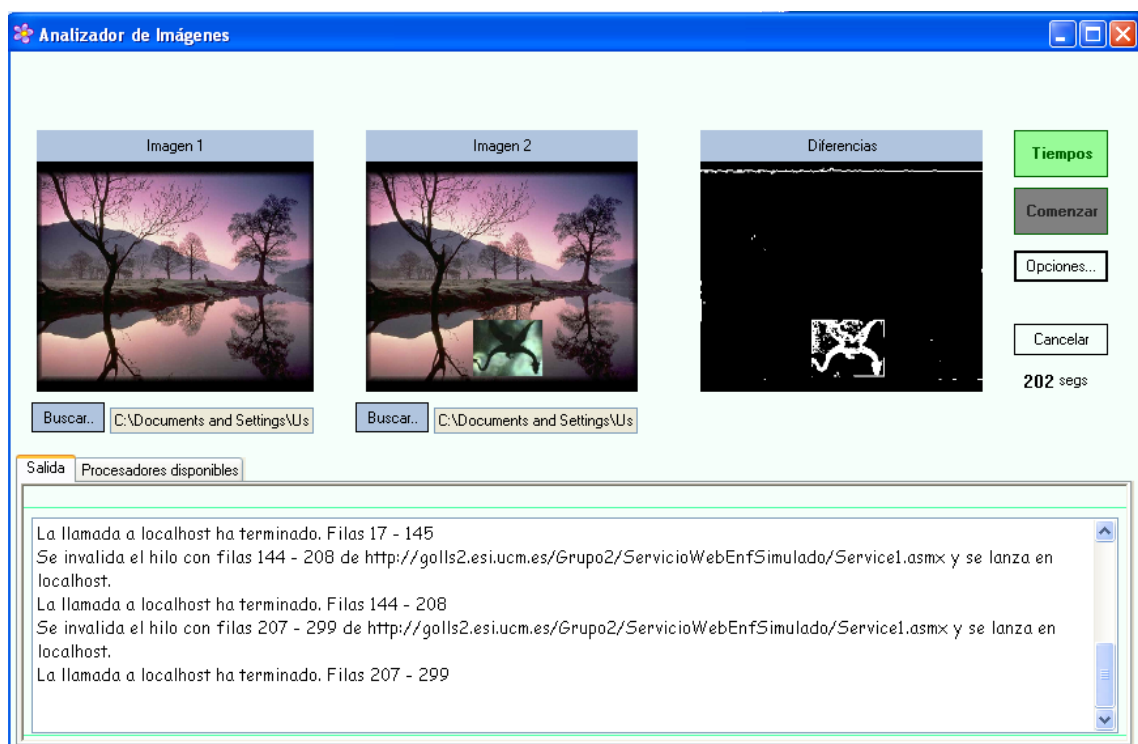 Analizador de Imágenes
Imagen 1
Imagen 2
Diferencias
Tiempos
Comenzar
Opciones...
Cancelar
202 segs
Buscar..
C:\Documents and Settings\Us
Buscar..
C:\Documents and Settings\Us
Salida
Procesadores disponibles
La llamada a localhost ha terminado. Filas 17 - 145
Se invalida el hilo con filas 144 - 208 de http://golls2.esi.ucm.es/Grupo2/ServicioWebEnfSimulado/Service1.asmx y se lanza en
localhost.
La llamada a localhost ha terminado. Filas 144 - 208
Se invalida el hilo con filas 207 - 299 de http://golls2.esi.ucm.es/Grupo2/ServicioWebEnfSimulado/Service1.asmx y se lanza en
localhost.
La llamada a localhost ha terminado. Filas 207 - 299